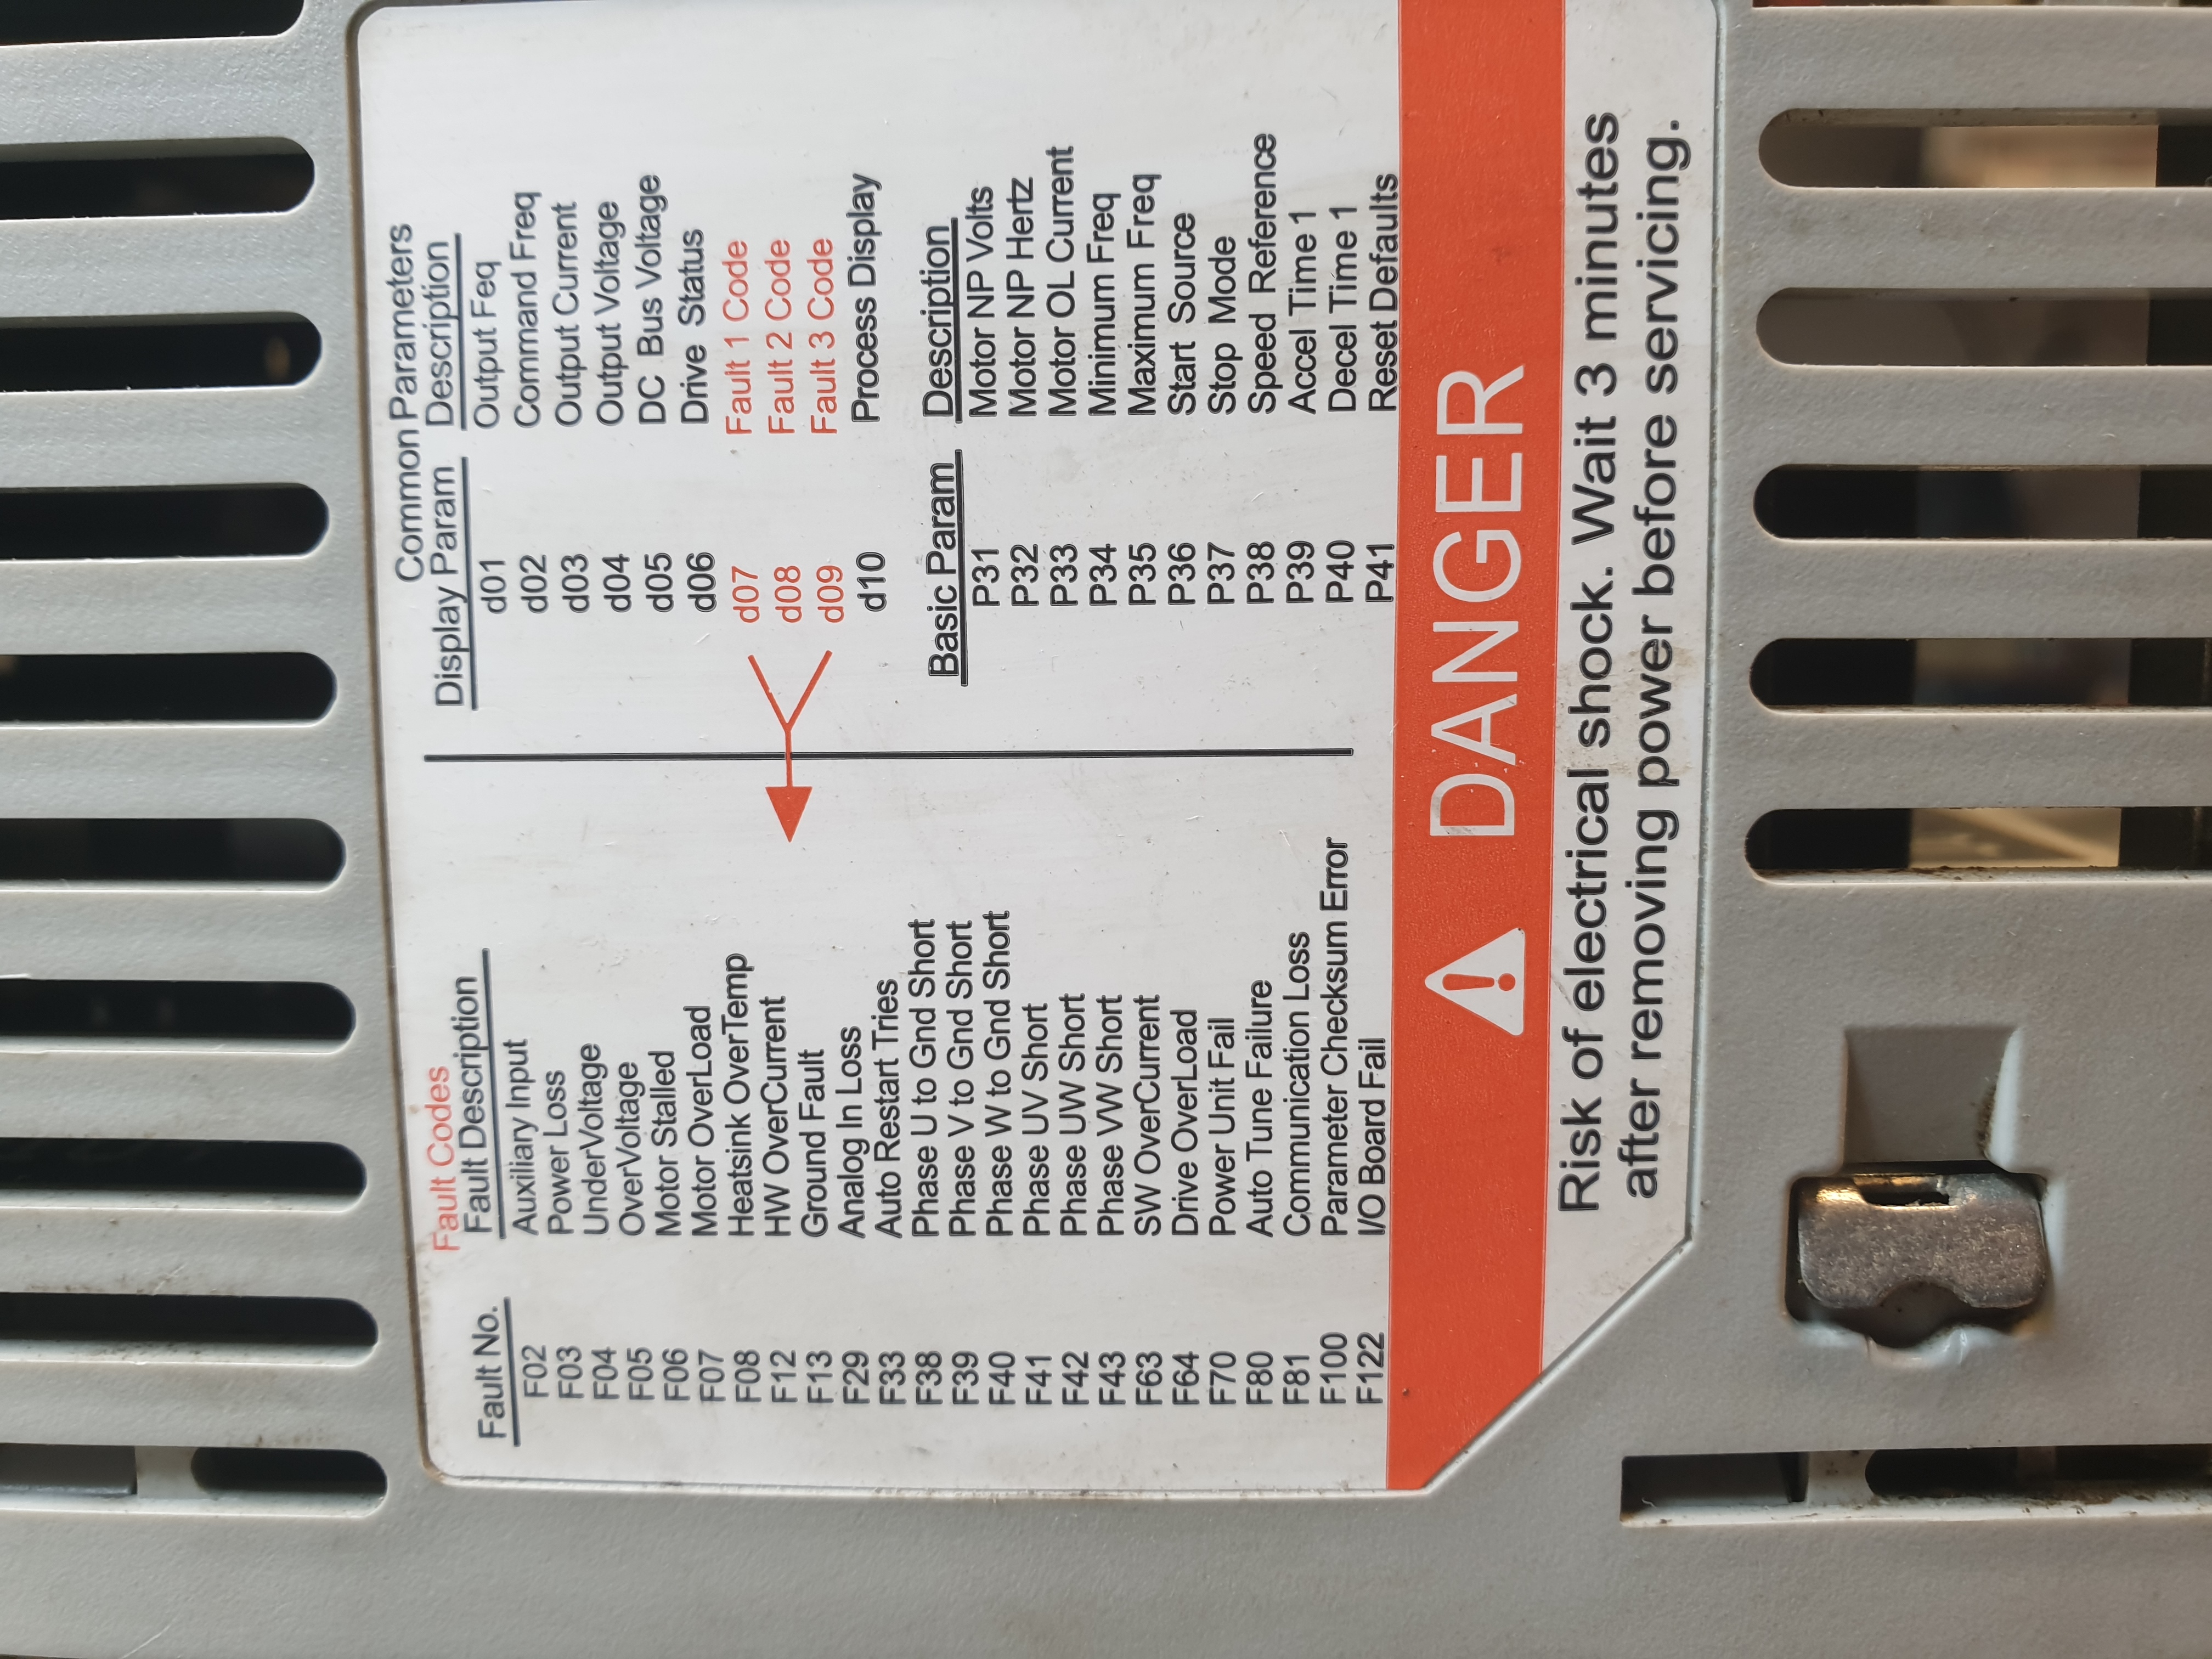 Fault Codes
Fault No. Fault Description
F02 Auxiliary Input
F03 Power Loss
F04 UnderVoltage
F05 OverVoltage
F06 Motor Stalled
F07 Motor OverLoad
F08 Heatsink OverTemp
F12 HW OverCurrent
F13 Ground Fault
F29 Analog In Loss
F33 Auto Restart Tries
F38 Phase U to Gnd Short
F39 Phase V to Gnd Short
F40 Phase W to Gnd Short
F41 Phase UV Short
F42 Phase UW Short
F43 Phase VW Short
F63 SW OverCurrent
F64 Drive OverLoad
F70 Power Unit Fail
F80 Auto Tune Failure
F81 Communication Loss
F100 Parameter Checksum Error
F122 I/O Board Fail
Common Parameters
Display Param Description
d01 Output Feq
d02 Command Freq
d03 Output Current
d04 Output Voltage
d05 DC Bus Voltage
d06 Drive Status
d07 Fault 1 Code
d08 Fault 2 Code
d09 Fault 3 Code
d10 Process Display
Basic Param Description
P31 Motor NP Volts
P32 Motor NP Hertz
P33 Motor OL Current
P34 Minimum Freq
P35 Maximum Freq
P36 Start Source
P37 Stop Mode
P38 Speed Reference
P39 Accel Time 1
P40 Decel Time 1
P41 Reset Defaults
DANGER
Risk of electrical shock. Wait 3 minutes
after removing power before servicing.